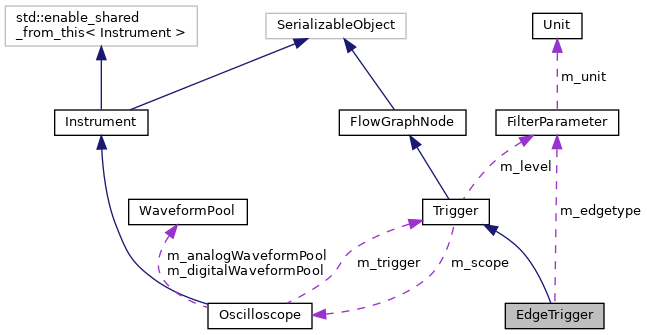 std::enable_shared
_from_this< Instrument >
SerializableObject
Unit
m_unit
Instrument
FlowGraphNode
FilterParameter
m_level
WaveformPool
Trigger
m_edgetype
m_analogWaveformPool
m_digitalWaveformPool
m_trigger
m_scope
Oscilloscope
EdgeTrigger